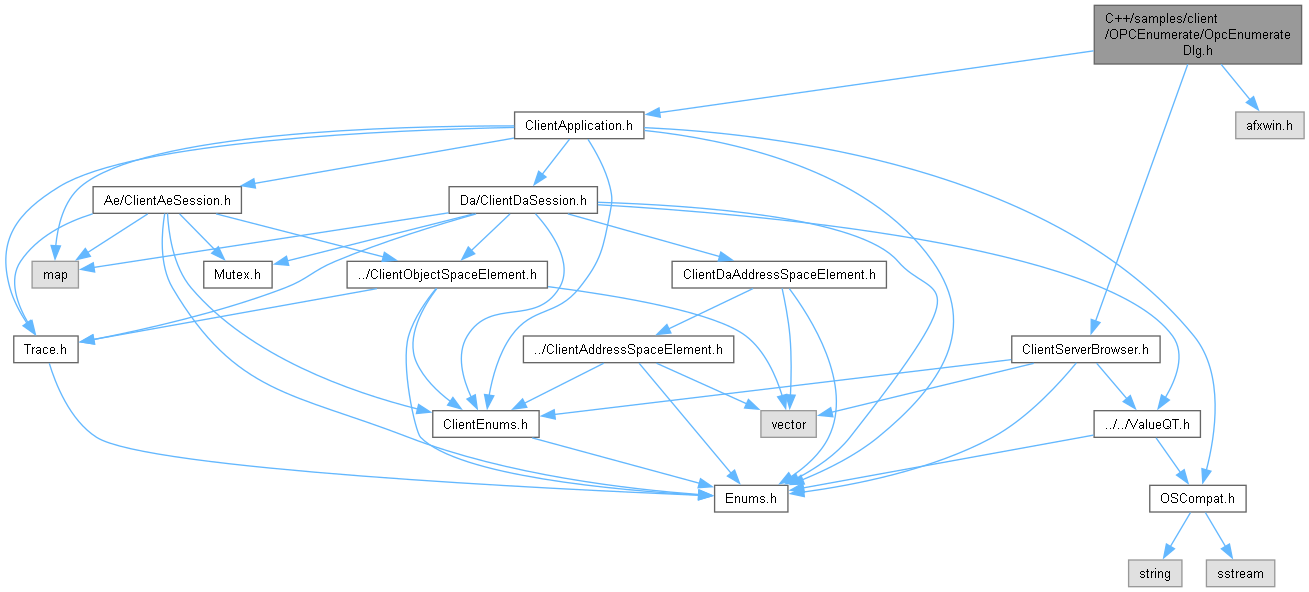 C++/samples/client
/OPCEnumerate/OpcEnumerate
Dlg.h
ClientApplication.h
afxwin.h
Ae/ClientAeSession.h
Da/ClientDaSession.h
map
Mutex.h
../ClientObjectSpaceElement.h
ClientDaAddressSpaceElement.h
Trace.h
../ClientAddressSpaceElement.h
ClientServerBrowser.h
ClientEnums.h
vector
../../ValueQT.h
Enums.h
OSCompat.h
string
sstream